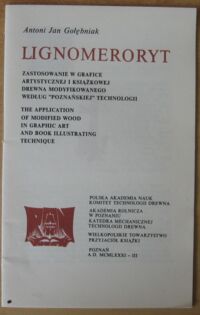 Antoni Jan Gołębniak
LIGNOMERORYT
ZASTOSOWANIE W GRAFICE
ARTYSTYCZNEJ I KSIĄŻKOWEJ
DREWNA MODYFIKOWANEGO
WEDŁUG "POZNAŃSKIEJ" TECHNOLOGII
THE APPLICATION
OF MODIFIED WOOD
IN GRAPHIC ART
AND BOOK ILLUSTRATING
TECHNIQUE
POLSKA AKADEMIA NAUK
KOMITET TECHNOLOGII DREWNA
AKADEMIA ROLNICZA
W POZNANIU
KATEDRA MECHANICZNEJ
TECHNOLOGII DREWNA
WIELKOPOLSKIE TOWARZYSTWO
PRZYJACIÓŁ KSIĄŻKI
POZNAŃ
A.D. MCMLXXXI – III